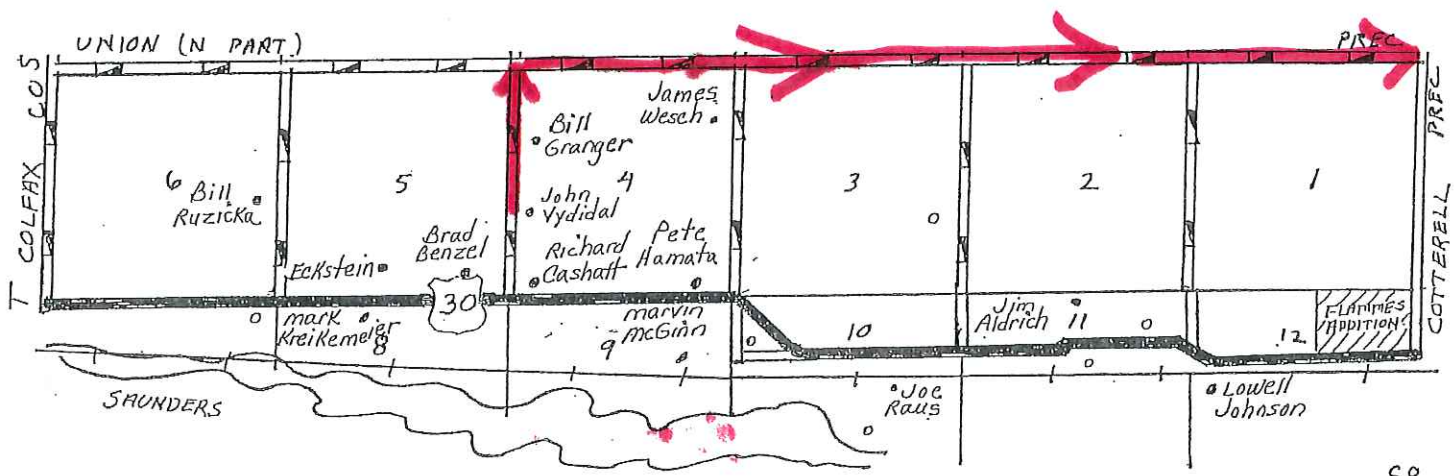 UNION (N PART)
PREC
COLFAX COS
T
COTTERELL PREC
6
5
4
3
2
1
Bill
Ruzicka
Eckstein
Brad
Benzel
Bill
Granger
James
Wesch
John
Vydidal
Richard
Cashatt
Pete
Hamata
30
mark
Kreikemeier
8
9
marvin
McGinn
10
Jim
Aldrich
11
12
FLAMMES
ADDITION
SAUNDERS
Joe
Raus
Lowell
Johnson
CO